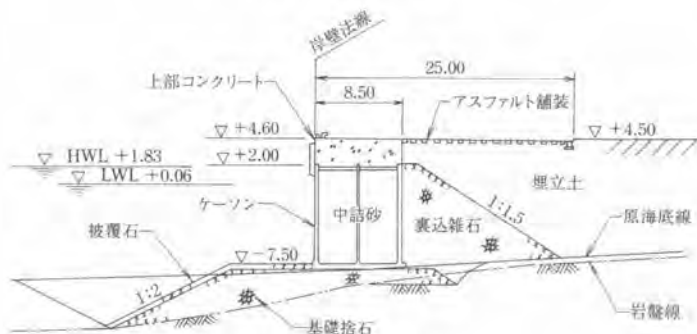 岸壁法線
25.00
上部コンクリート
8.50
アスファルト舗装
▽ +4.60
▽ +4.50
▽ HWL +1.83
▽ +2.00
▽ LWL +0.06
埋立土
1:1.5
ケーソン
中詰砂
裏込雑石
原海底線
被覆石
▽ −7.50
1:2
岩盤線
基礎捨石